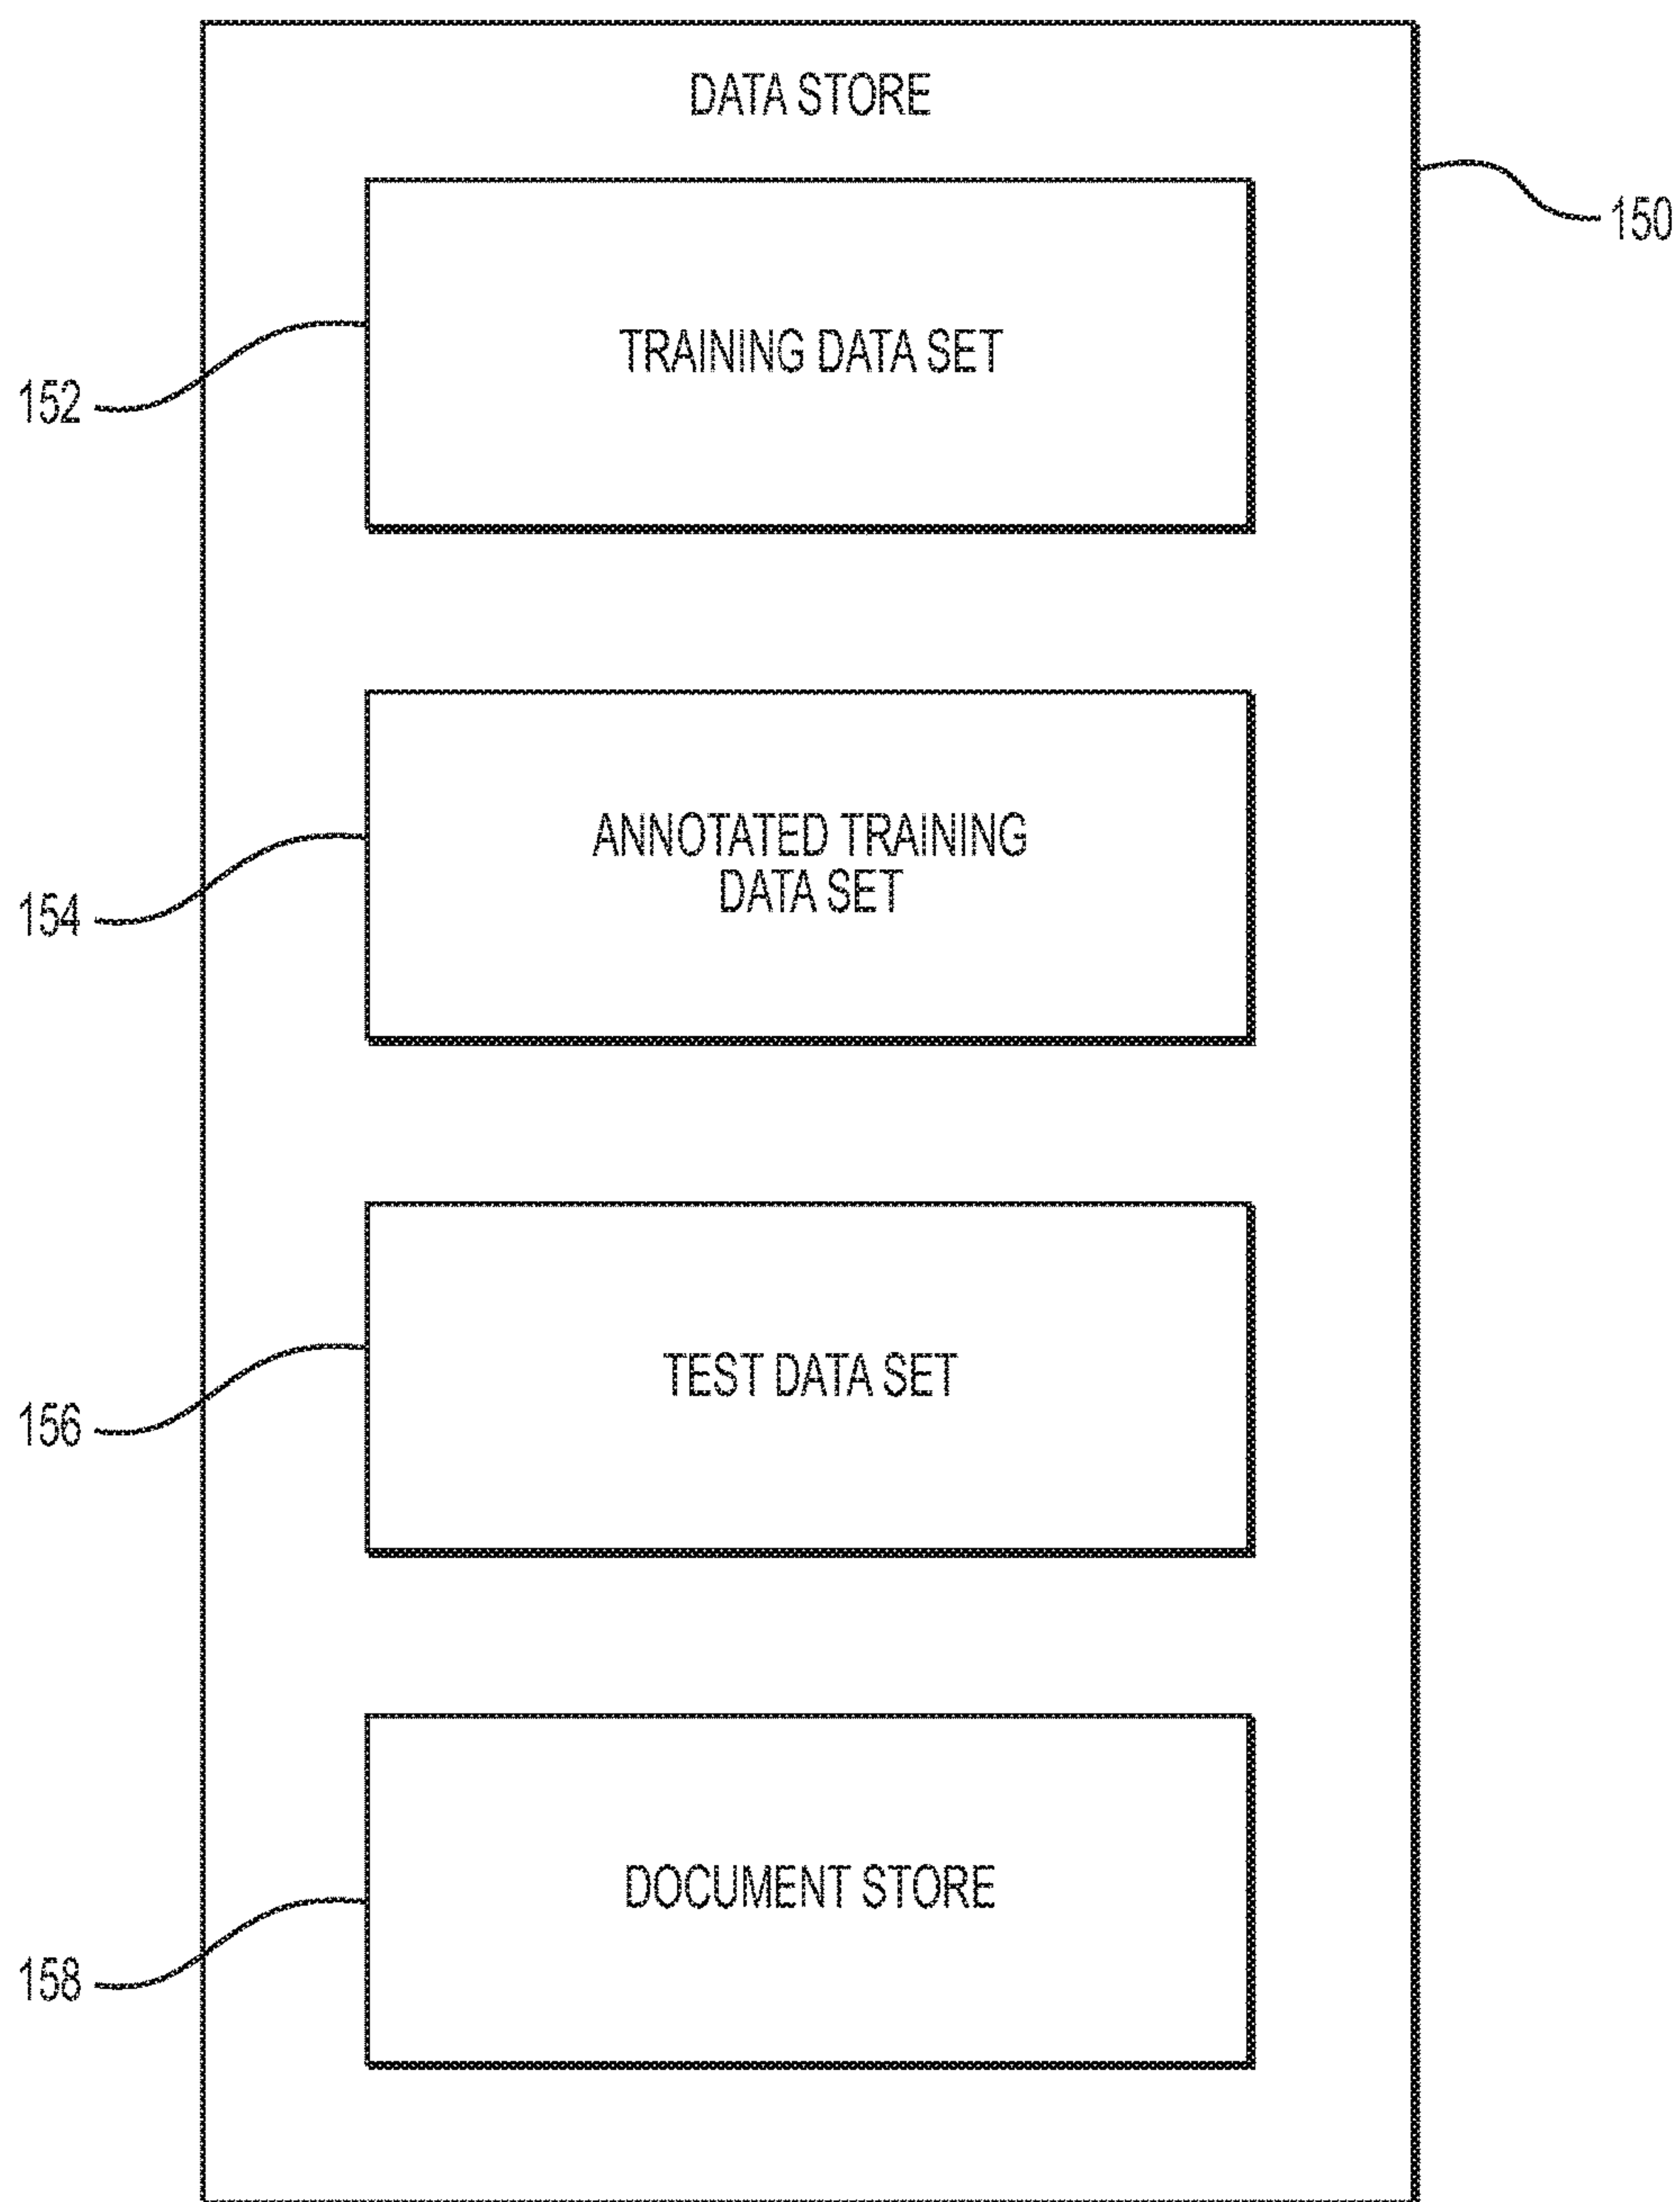 DATA STORE
150
TRAINING DATA SET
152
ANNOTATED TRAINING
DATA SET
154
TEST DATA SET
156
DOCUMENT STORE
158